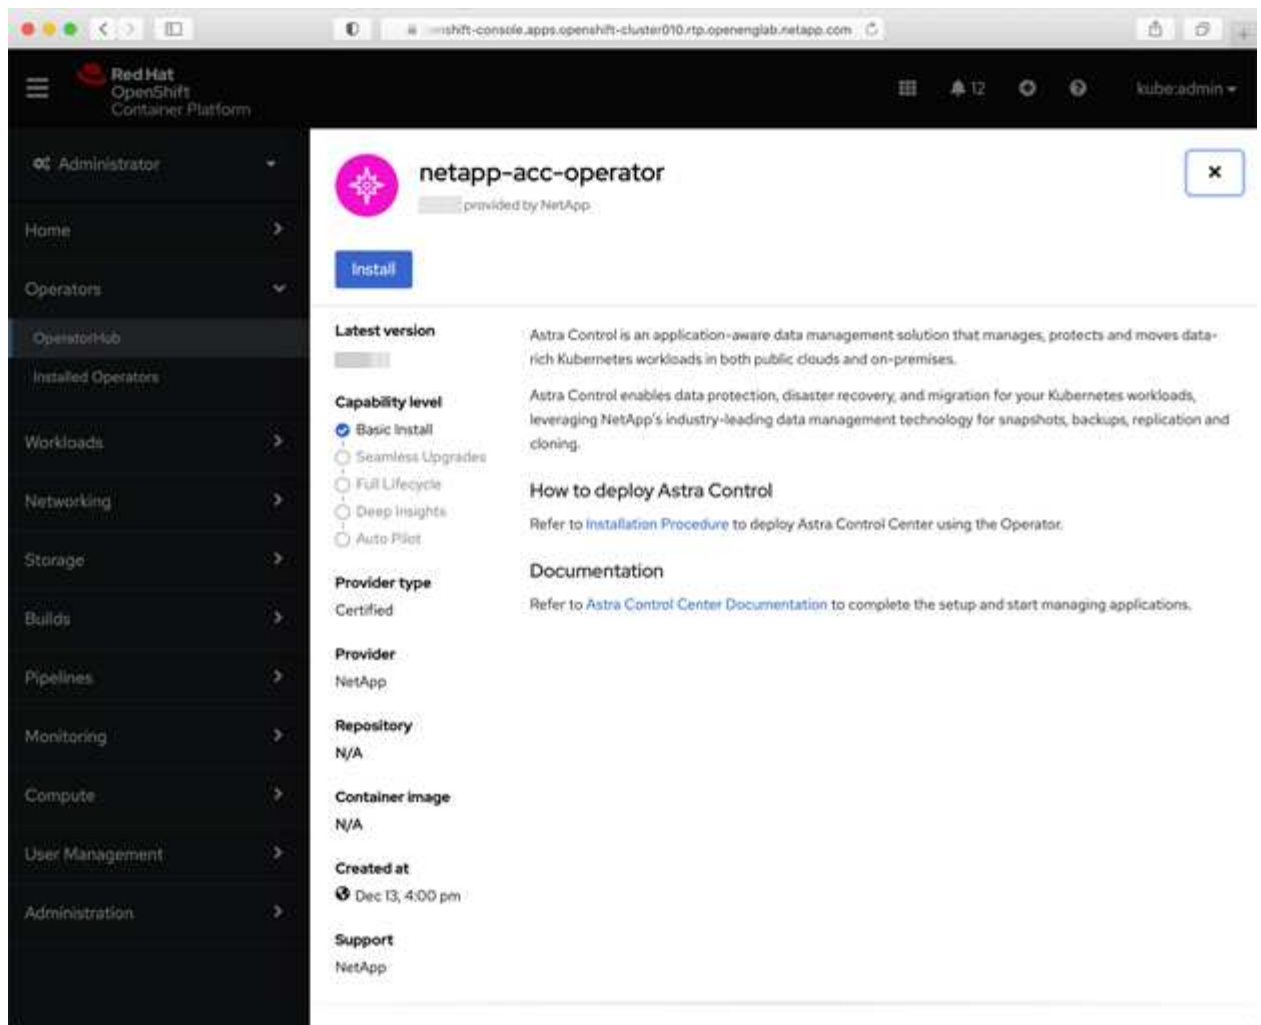 shift-console.apps.openshift-cluster010.rtp.openenglab.netapp.com
Red Hat
OpenShift
Container Platform
12
kube:admin
Administrator
Home
Operators
OperatorHub
Installed Operators
Workloads
Networking
Storage
Builds
Pipelines
Monitoring
Compute
User Management
Administration
netapp-acc-operator
provided by NetApp
Install
Latest version
Capability level
Basic Install
Seamless Upgrades
Full Lifecycle
Deep Insights
Auto Pilot
Provider type
Certified
Provider
NetApp
Repository
N/A
Container image
N/A
Created at
Dec 13, 4:00 pm
Support
NetApp
Astra Control is an application-aware data management solution that manages, protects and moves data-
rich Kubernetes workloads in both public clouds and on-premises.
Astra Control enables data protection, disaster recovery, and migration for your Kubernetes workloads,
leveraging NetApp's industry-leading data management technology for snapshots, backups, replication and
cloning.
How to deploy Astra Control
Refer to Installation Procedure to deploy Astra Control Center using the Operator.
Documentation
Refer to Astra Control Center Documentation to complete the setup and start managing applications.